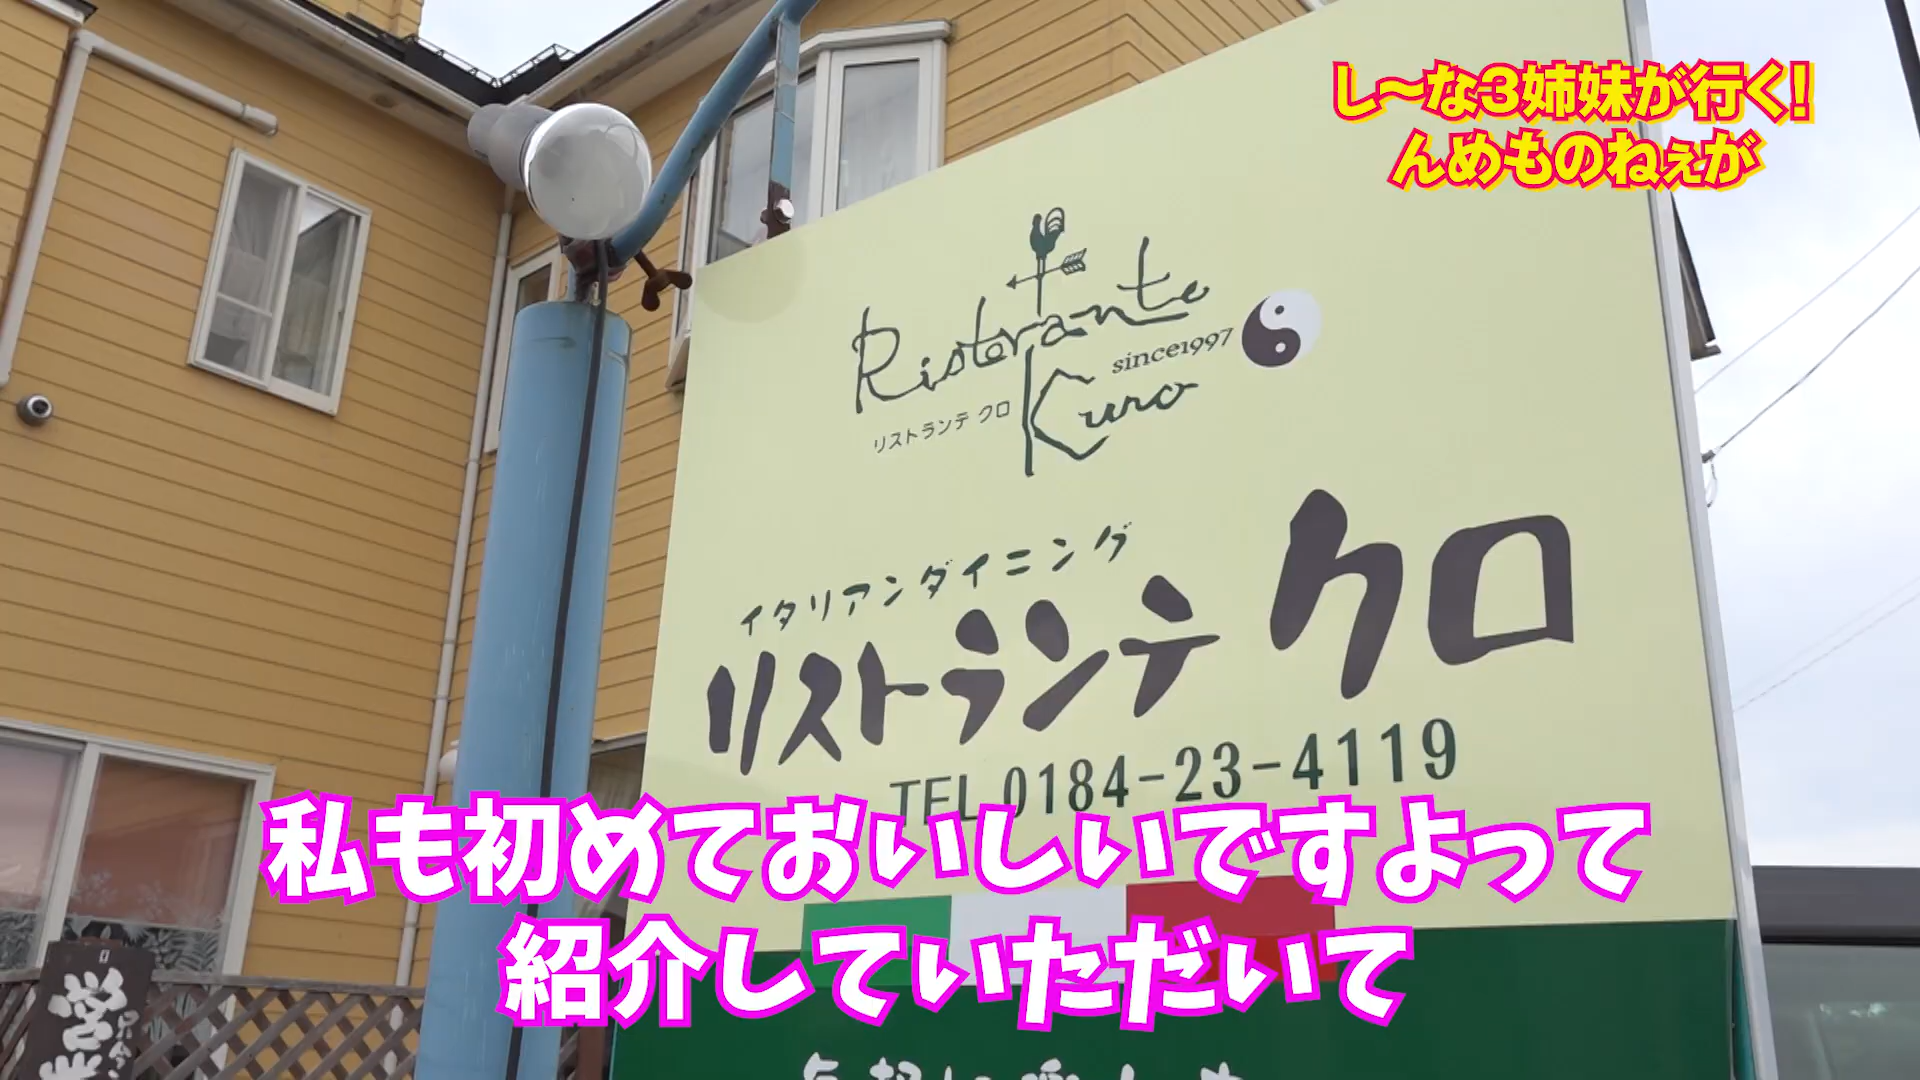 し〜な3姉妹が行く!
んめものねぇが
Ristorante
since1997
Kuro
リストランテ クロ
イタリアンダイニング
リストランテ クロ
TEL 0184-23-4119
私も初めておいしいですよって
紹介していただいて
営業